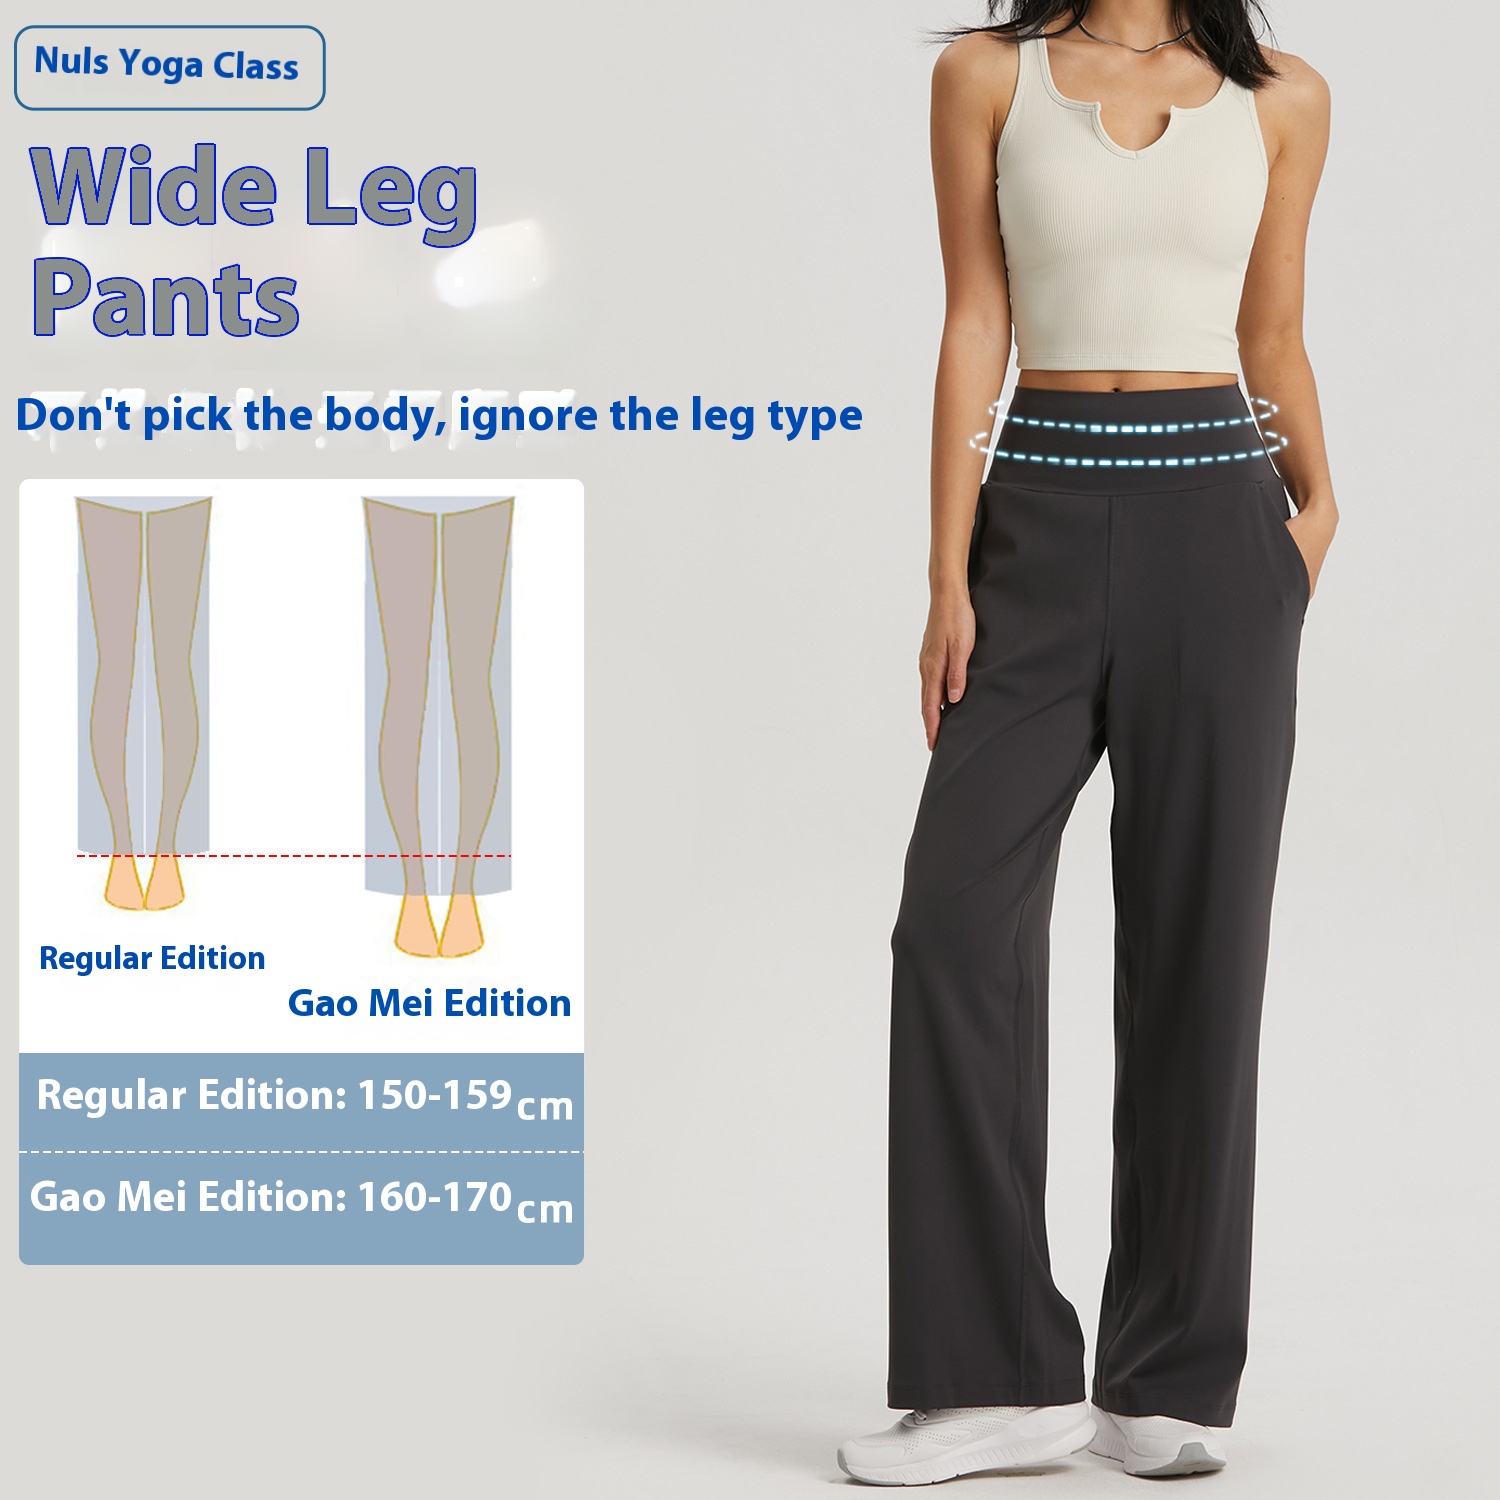 Nuls Yoga Class
Wide Leg
Pants
Don't pick the body, ignore the leg type
Regular Edition
Gao Mei Edition
Regular Edition: 150-159cm
Gao Mei Edition: 160-170cm